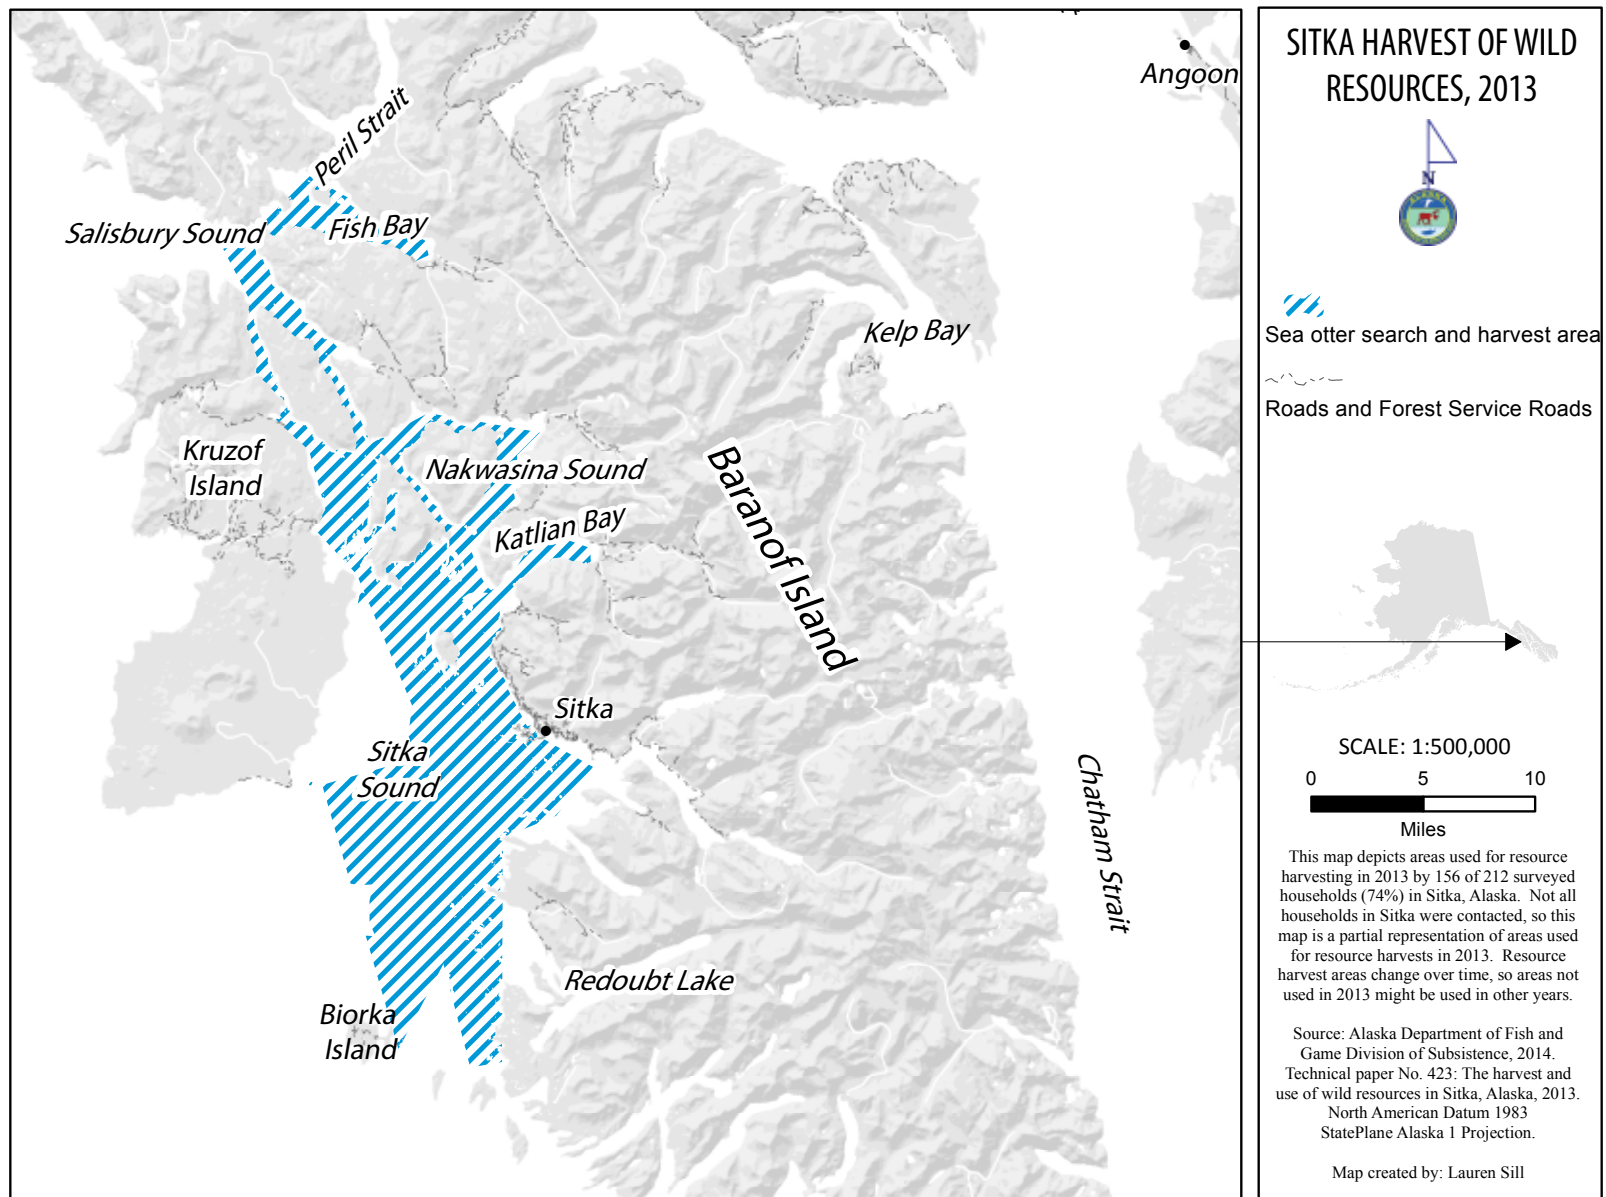 Angoon
Peril Strait
Salisbury Sound
Fish Bay
Kelp Bay
Kruzof
Island
Nakwasina Sound
Katlian Bay
Baranof Island
Sitka
Sitka
Sound
Chatham Strait
Redoubt Lake
Biorka
Island
SITKA HARVEST OF WILD
RESOURCES, 2013
N
ALASKA
Sea otter search and harvest area
Roads and Forest Service Roads
SCALE: 1:500,000
0 5 10
Miles
This map depicts areas used for resource
harvesting in 2013 by 156 of 212 surveyed
households (74%) in Sitka, Alaska. Not all
households in Sitka were contacted, so this
map is a partial representation of areas used
for resource harvests in 2013. Resource
harvest areas change over time, so areas not
used in 2013 might be used in other years.
Source: Alaska Department of Fish and
Game Division of Subsistence, 2014.
Technical paper No. 423: The harvest and
use of wild resources in Sitka, Alaska, 2013.
North American Datum 1983
StatePlane Alaska 1 Projection.
Map created by: Lauren Sill